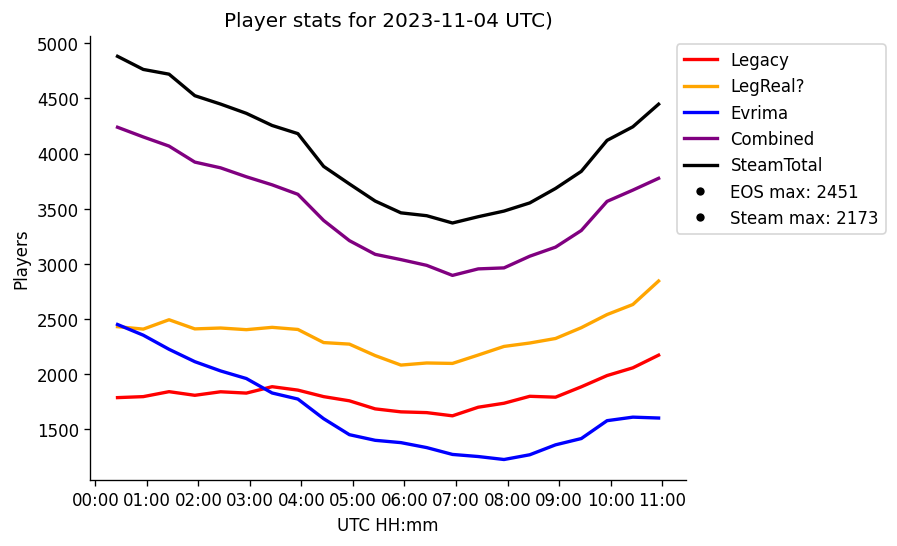 Player stats for 2023-11-04 UTC)
5000
4500
4000
3500
3000
2500
2000
1500
Players
00:00 01:00 02:00 03:00 04:00 05:00 06:00 07:00 08:00 09:00 10:00 11:00
UTC HH:mm
Legacy
LegReal?
Evrima
Combined
SteamTotal
EOS max: 2451
Steam max: 2173